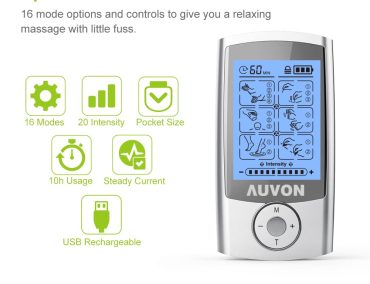 16 mode options and controls to give you a relaxing
massage with little fuss.
16 Modes
20 Intensity
Pocket Size
10h Usage
Steady Current
USB Rechargeable
60 MIN
- Intensity +
AUVON
M
- +
T